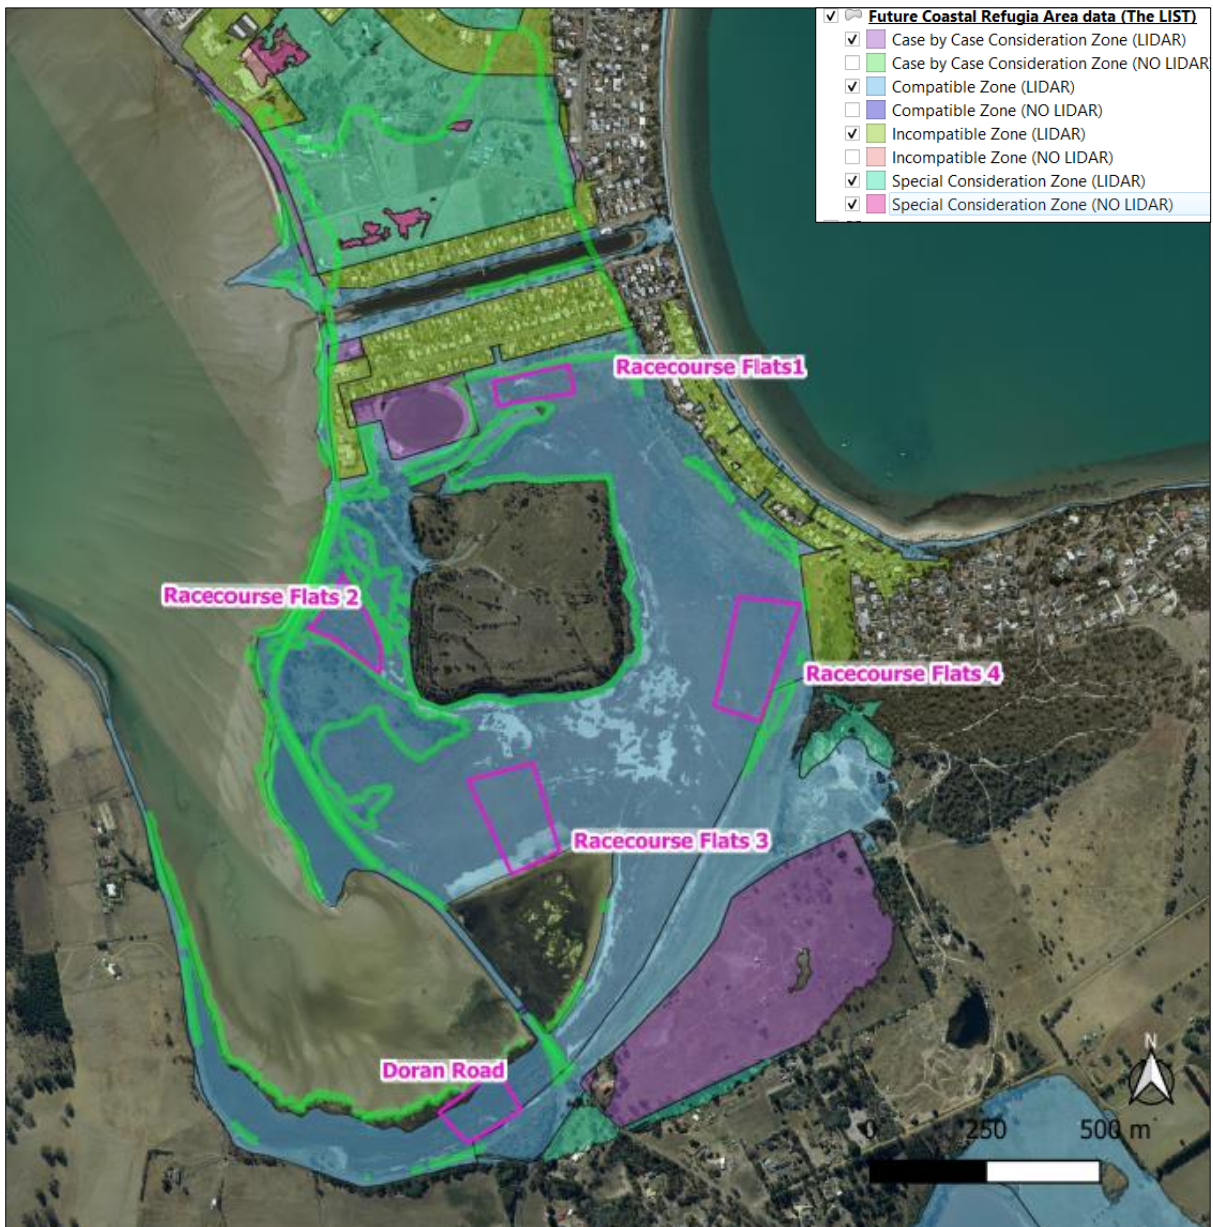 Future Coastal Refugia Area data (The LIST)
Case by Case Consideration Zone (LIDAR)
Case by Case Consideration Zone (NO LIDAR
Compatible Zone (LIDAR)
Compatible Zone (NO LIDAR)
Incompatible Zone (LIDAR)
Incompatible Zone (NO LIDAR)
Special Consideration Zone (LIDAR)
Special Consideration Zone (NO LIDAR)
Racecourse Flats1
Racecourse Flats 2
Racecourse Flats 4
Racecourse Flats 3
Doran Road
N
0 250 500 m